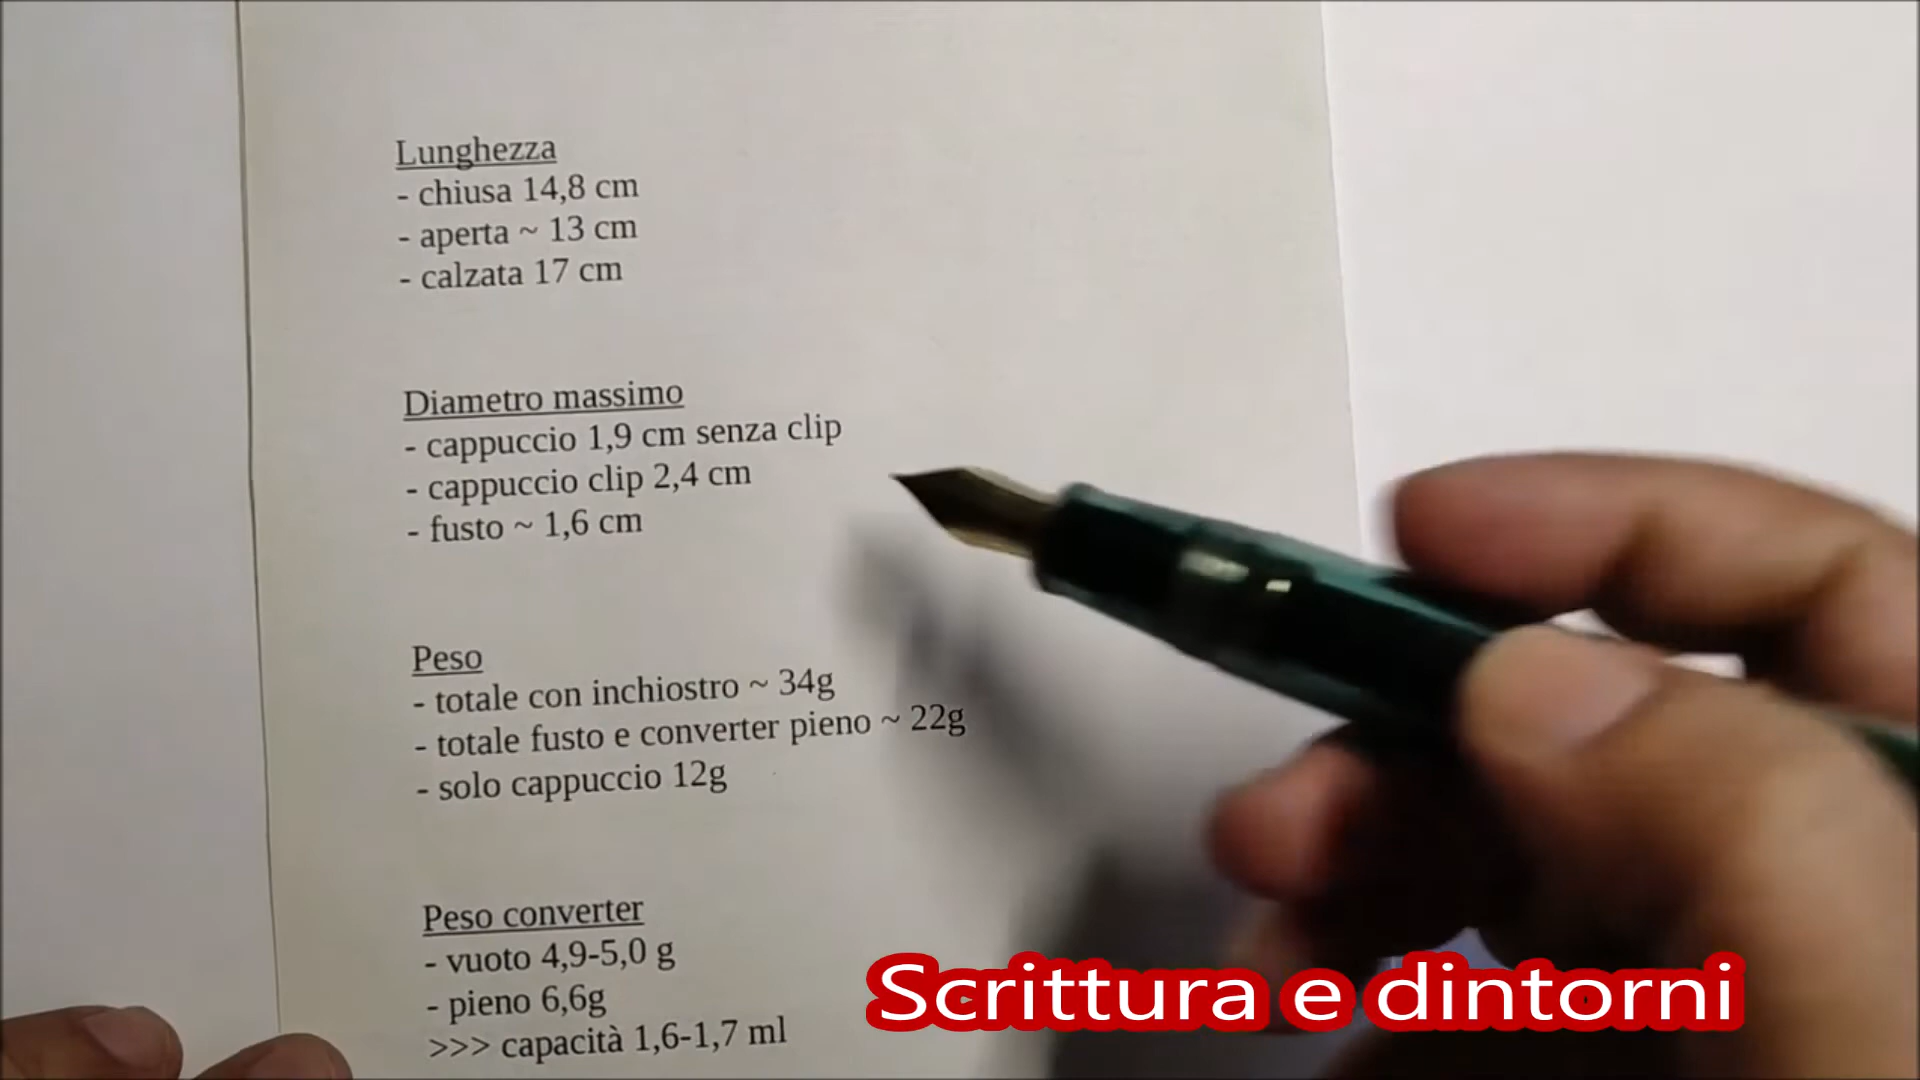 Lunghezza
- chiusa 14,8 cm
- aperta ~ 13 cm
- calzata 17 cm
Diametro massimo
- cappuccio 1,9 cm senza clip
- cappuccio clip 2,4 cm
- fusto ~ 1,6 cm
Peso
- totale con inchiostro ~ 34g
- totale fusto e converter pieno ~ 22g
- solo cappuccio 12g
Peso converter
- vuoto 4,9-5,0 g
- pieno 6,6g
>>> capacità 1,6-1,7 ml
Scrittura e dintorni